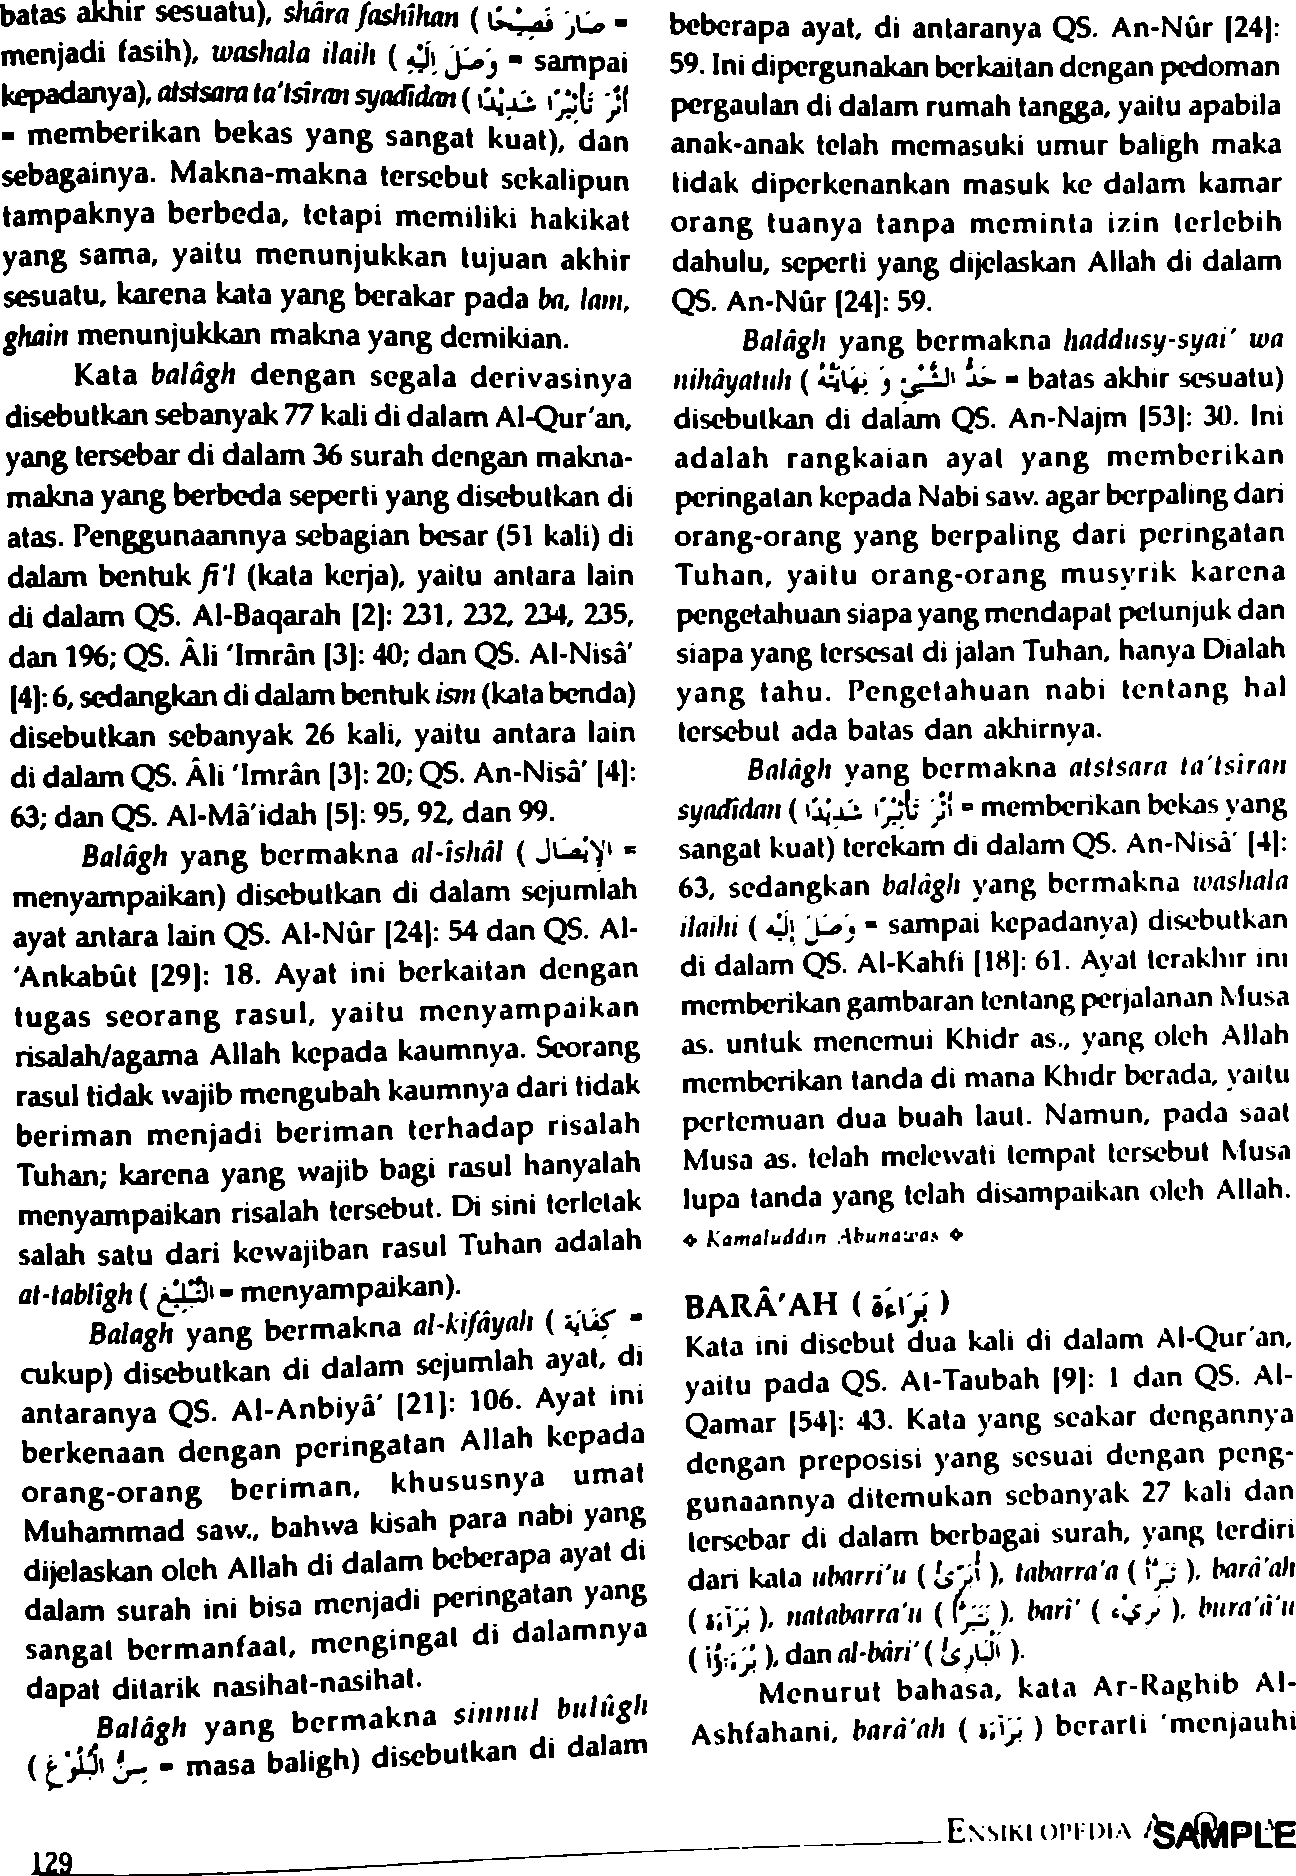 batas akhir sesuatu), shâra fashîhan ( صَارَ فَصِيْحًا =
menjadi fasih), washala ilaih ( وَصَلَ إِلَيْهِ = sampai
kepadanya), atstsara ta'tsîran syadîdan ( أَثَّرَ تَأْثِيْرًا شَدِيْدًا
= memberikan bekas yang sangat kuat), dan
sebagainya. Makna-makna tersebut sekalipun
tampaknya berbeda, tetapi memiliki hakikat
yang sama, yaitu menunjukkan tujuan akhir
sesuatu, karena kata yang berakar pada ba, lam,
ghain menunjukkan makna yang demikian.
Kata balâgh dengan segala derivasinya
disebutkan sebanyak 77 kali di dalam Al-Qur'an,
yang tersebar di dalam 36 surah dengan makna-
makna yang berbeda seperti yang disebutkan di
atas. Penggunaannya sebagian besar (51 kali) di
dalam bentuk fi'l (kata kerja), yaitu antara lain
di dalam QS. Al-Baqarah [2]: 231, 232, 234, 235,
dan 196; QS. Âli 'Imrân [3]: 40; dan QS. Al-Nisâ'
[4]: 6, sedangkan di dalam bentuk ism (kata benda)
disebutkan sebanyak 26 kali, yaitu antara lain
di dalam QS. Âli 'Imrân [3]: 20; QS. An-Nisâ' [4]:
63; dan QS. Al-Mâ'idah [5]: 95, 92, dan 99.
Balâgh yang bermakna al-îshâl ( الإِيْصَال =
menyampaikan) disebutkan di dalam sejumlah
ayat antara lain QS. Al-Nûr [24]: 54 dan QS. Al-
'Ankabût [29]: 18. Ayat ini berkaitan dengan
tugas seorang rasul, yaitu menyampaikan
risalah/agama Allah kepada kaumnya. Seorang
rasul tidak wajib mengubah kaumnya dari tidak
beriman menjadi beriman terhadap risalah
Tuhan; karena yang wajib bagi rasul hanyalah
menyampaikan risalah tersebut. Di sini terletak
salah satu dari kewajiban rasul Tuhan adalah
at-tablîgh ( التَّبْلِيْغ = menyampaikan).
Balagh yang bermakna al-kifâyah ( كِفَايَة =
cukup) disebutkan di dalam sejumlah ayat, di
antaranya QS. Al-Anbiyâ' [21]: 106. Ayat ini
berkenaan dengan peringatan Allah kepada
orang-orang beriman, khususnya umat
Muhammad saw., bahwa kisah para nabi yang
dijelaskan oleh Allah di dalam beberapa ayat di
dalam surah ini bisa menjadi peringatan yang
sangat bermanfaat, mengingat di dalamnya
dapat ditarik nasihat-nasihat.
Balâgh yang bermakna sinnul bulûgh
( سِنُّ الْبُلُوْغ = masa baligh) disebutkan di dalam
beberapa ayat, di antaranya QS. An-Nûr [24]:
59. Ini dipergunakan berkaitan dengan pedoman
pergaulan di dalam rumah tangga, yaitu apabila
anak-anak telah memasuki umur baligh maka
tidak diperkenankan masuk ke dalam kamar
orang tuanya tanpa meminta izin terlebih
dahulu, seperti yang dijelaskan Allah di dalam
QS. An-Nûr [24]: 59.
Balâgh yang bermakna haddusy-syai' wa
nihâyatuh ( حَدُّ الشَّيْئِ وَ نِهَايَتُهُ = batas akhir sesuatu)
disebutkan di dalam QS. An-Najm [53]: 30. Ini
adalah rangkaian ayat yang memberikan
peringatan kepada Nabi saw. agar berpaling dari
orang-orang yang berpaling dari peringatan
Tuhan, yaitu orang-orang musyrik karena
pengetahuan siapa yang mendapat petunjuk dan
siapa yang tersesat di jalan Tuhan, hanya Dialah
yang tahu. Pengetahuan nabi tentang hal
tersebut ada batas dan akhirnya.
Balâgh yang bermakna atstsara ta'tsiran
syadîdan ( أَثَّرَ تَأْثِيْرًا شَدِيْدًا = memberikan bekas yang
sangat kuat) terekam di dalam QS. An-Nisâ' [4]:
63, sedangkan balâgh yang bermakna washala
ilaihi ( وَصَلَ إِلَيْهِ = sampai kepadanya) disebutkan
di dalam QS. Al-Kahfi [18]: 61. Ayat terakhir ini
memberikan gambaran tentang perjalanan Musa
as. untuk menemui Khidr as., yang oleh Allah
memberikan tanda di mana Khidr berada, yaitu
pertemuan dua buah laut. Namun, pada saat
Musa as. telah melewati tempat tersebut Musa
lupa tanda yang telah disampaikan oleh Allah.
❖ Kamaluddin Abunawas ❖
BARÂ'AH ( بَرَاءَة )
Kata ini disebut dua kali di dalam Al-Qur'an,
yaitu pada QS. At-Taubah [9]: 1 dan QS. Al-
Qamar [54]: 43. Kata yang seakar dengannya
dengan preposisi yang sesuai dengan peng-
gunaannya ditemukan sebanyak 27 kali dan
tersebar di dalam berbagai surah, yang terdiri
dari kata ubarri'u ( أُبَرِّئُ ), tabarra'a ( تَبَرَّأَ ), barâ'ah
( بَرَآءَة ), natabarra'u ( نَتَبَرَّأُ ), barî' ( بَرِيْء ), bura'â'u
( بُرَءَؤُا ), dan al-bâri' ( الْبَارِئُ ).
Menurut bahasa, kata Ar-Raghib Al-
Ashfahani, barâ'ah ( بَرَآءَة ) berarti 'menjauhi
129
ENSIKLOPEDIA
SAMPLE